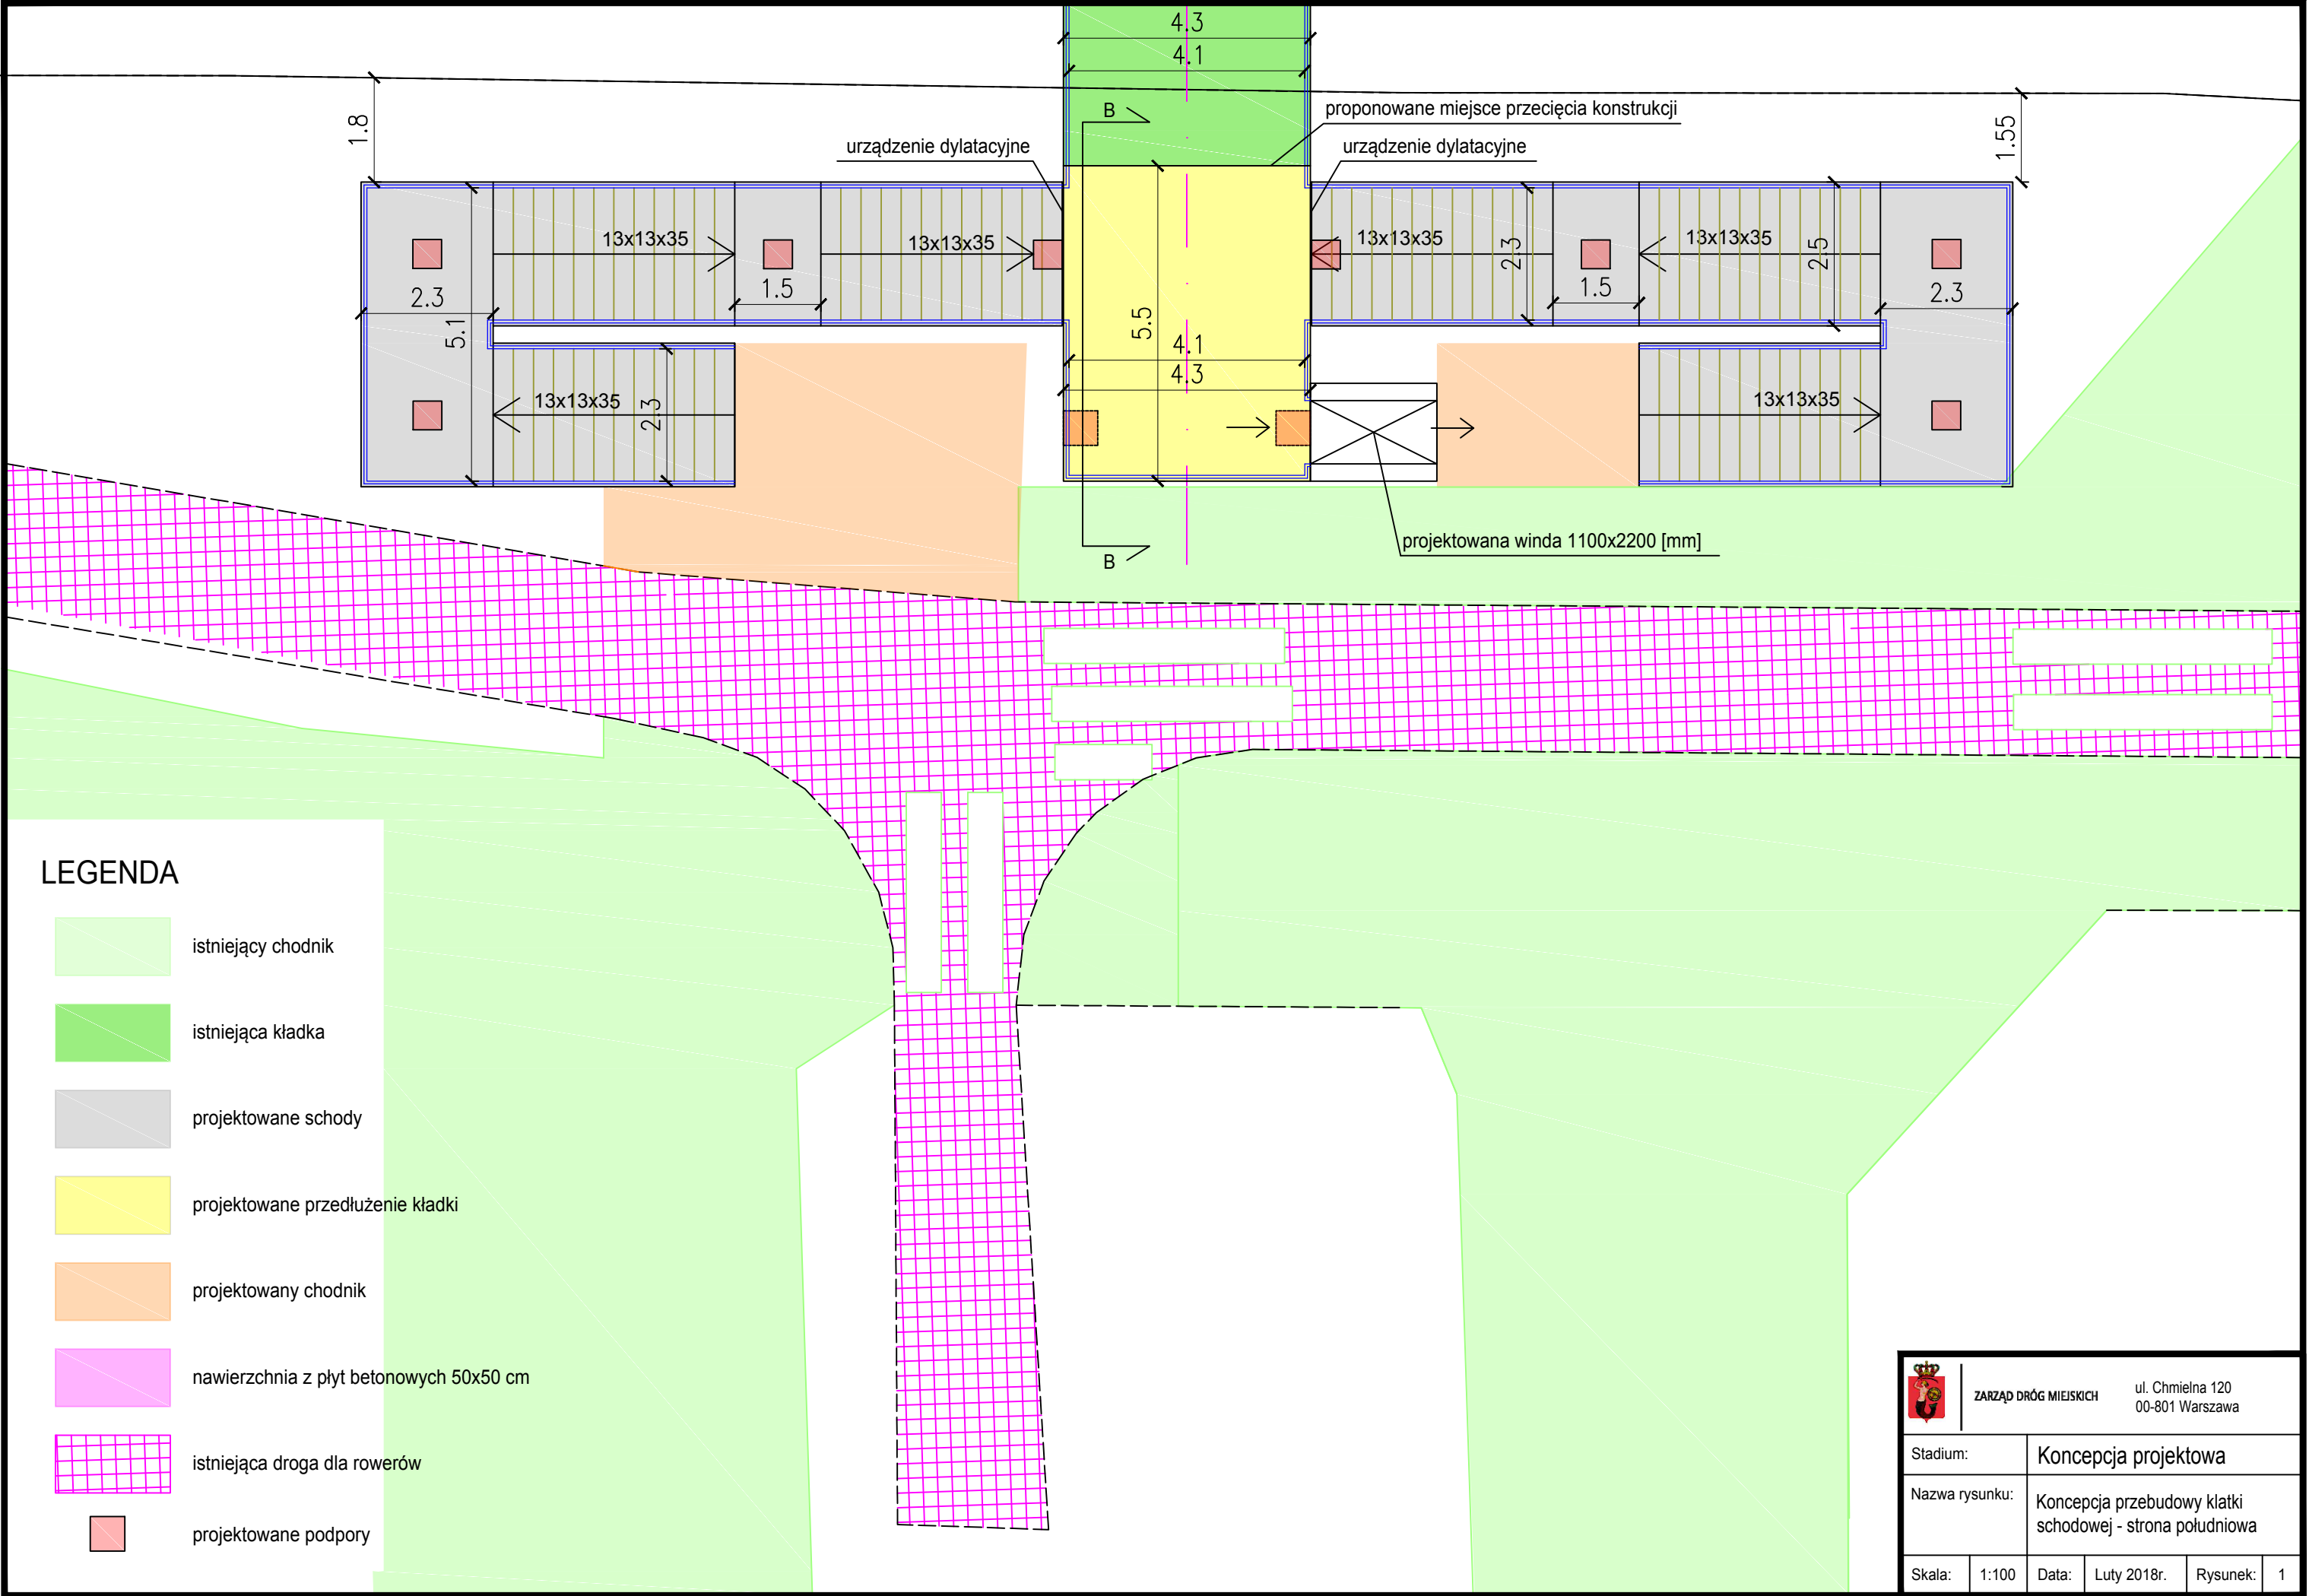 4.3
4.1
B
proponowane miejsce przecięcia konstrukcji
urządzenie dylatacyjne
urządzenie dylatacyjne
1.8
1.55
13x13x35
13x13x35
13x13x35
13x13x35
2.3
1.5
2.3
1.5
2.5
2.3
5.1
5.5
4.1
4.3
13x13x35
2.3
13x13x35
projektowana winda 1100x2200 [mm]
B
LEGENDA
istniejący chodnik
istniejąca kładka
projektowane schody
projektowane przedłużenie kładki
projektowany chodnik
nawierzchnia z płyt betonowych 50x50 cm
istniejąca droga dla rowerów
projektowane podpory
ZARZĄD DRÓG MIEJSKICH
ul. Chmielna 120
00-801 Warszawa
Stadium:
Koncepcja projektowa
Nazwa rysunku:
Koncepcja przebudowy klatki
schodowej - strona południowa
Skala: 1:100 Data: Luty 2018r. Rysunek: 1